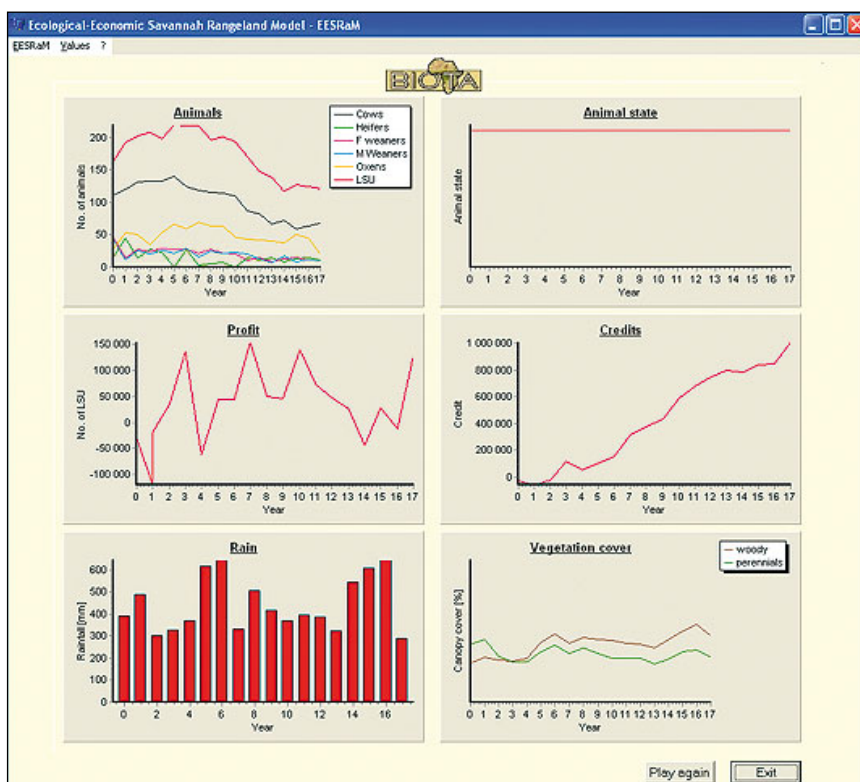 Ecological-Economic Savannah Rangeland Model - EESRaM
EESRaM Values ?
BIOTA
Animals
No. of animals
200
150
100
50
0
0 1 2 3 4 5 6 7 8 9 10 11 12 13 14 15 16 17
Year
Cows
Heifers
F weaners
M Weaners
Oxens
LSU
Animal state
Animal state
0 1 2 3 4 5 6 7 8 9 10 11 12 13 14 15 16 17
Year
Profit
No. of LSU
150 000
100 000
50 000
0
-50 000
-100 000
0 1 2 3 4 5 6 7 8 9 10 11 12 13 14 15 16 17
Year
Credits
Credit
1 000 000
800 000
600 000
400 000
200 000
0
0 1 2 3 4 5 6 7 8 9 10 11 12 13 14 15 16 17
Year
Rain
Rainfall [mm]
600
500
400
300
200
100
0
0 2 4 6 8 10 12 14 16
Year
Vegetation cover
Canopy cover [%]
woody
perennials
0 1 2 3 4 5 6 7 8 9 10 11 12 13 14 15 16 17
Year
Play again
Exit